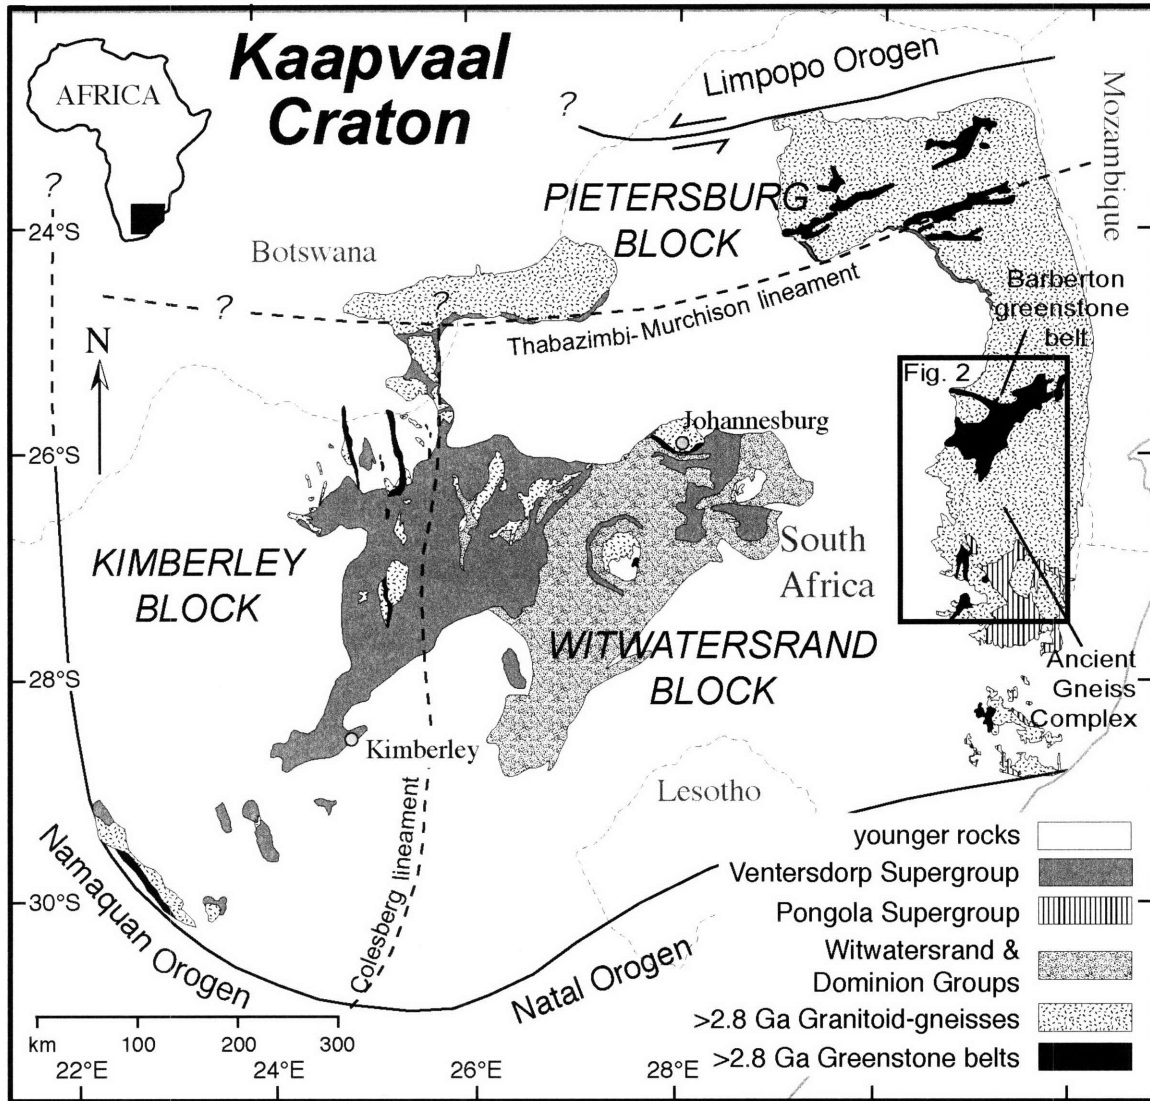 Kaapvaal
Craton
AFRICA
Limpopo Orogen
Mozambique
?
?
PIETERSBURG
BLOCK
24°S
Botswana
?
?
Thabazimbi-Murchison lineament
Barberton
greenstone
belt
N
Fig. 2
Johannesburg
26°S
KIMBERLEY
BLOCK
South
Africa
WITWATERSRAND
BLOCK
28°S
Ancient
Gneiss
Complex
Kimberley
Lesotho
Colesberg lineament
30°S
Namaquan Orogen
Natal Orogen
younger rocks
Ventersdorp Supergroup
Pongola Supergroup
Witwatersrand &
Dominion Groups
>2.8 Ga Granitoid-gneisses
>2.8 Ga Greenstone belts
km 100 200 300
22°E 24°E 26°E 28°E